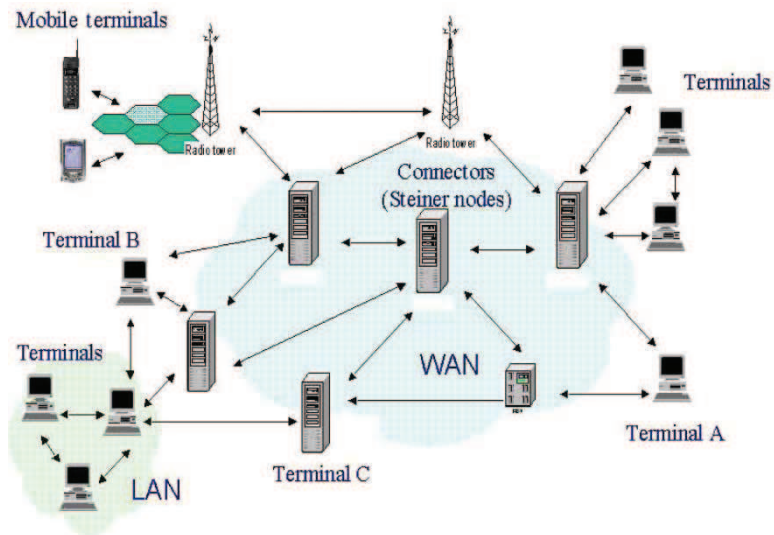 Mobile terminals
Radio tower
Radio tower
Terminals
Connectors
(Steiner nodes)
Terminal B
Terminals
WAN
Terminal A
Terminal C
LAN